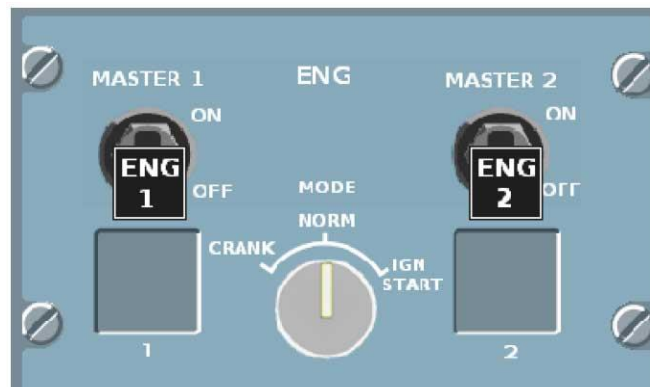 MASTER 1
ENG
MASTER 2
ON
ON
ENG
1
ENG
2
OFF
MODE
NORM
CRANK
IGN
START
1
2